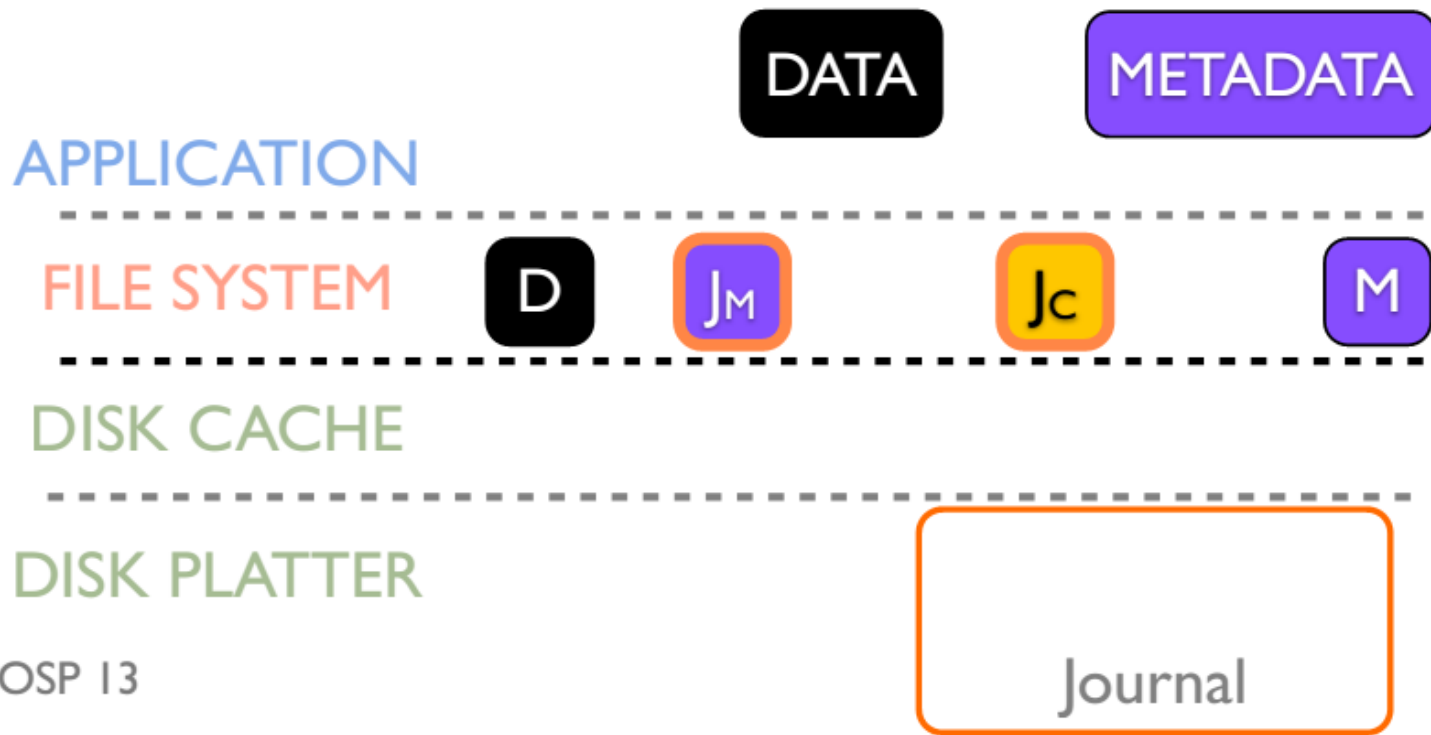 DATA METADATA
APPLICATION
FILE SYSTEM D JM JC M
DISK CACHE
DISK PLATTER
OSP 13 Journal